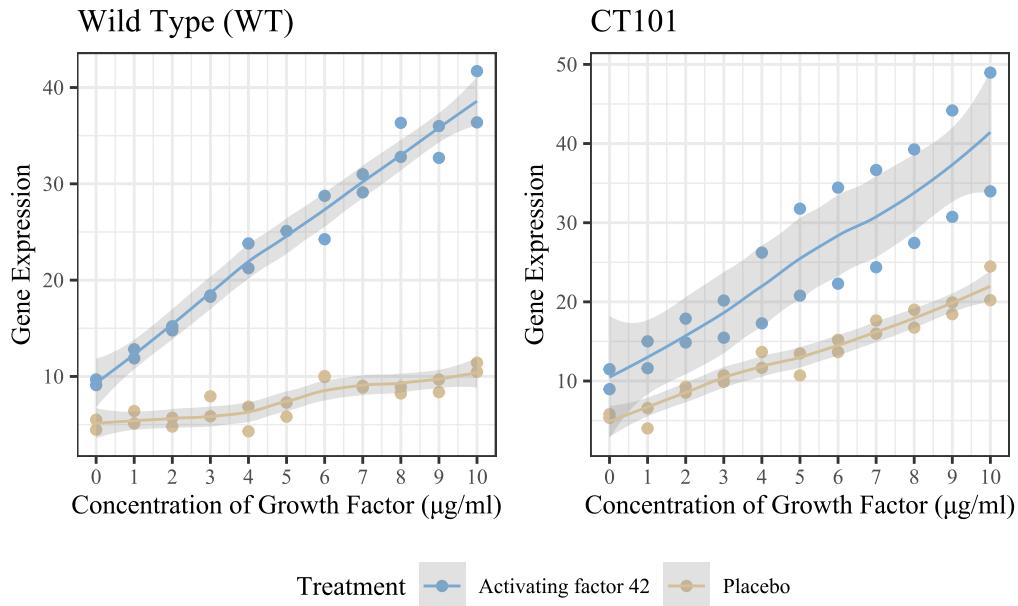 Wild Type (WT)
CT101
Gene Expression
40
30
20
10
0 1 2 3 4 5 6 7 8 9 10
Concentration of Growth Factor (μg/ml)
Gene Expression
50
40
30
20
10
0 1 2 3 4 5 6 7 8 9 10
Concentration of Growth Factor (μg/ml)
Treatment Activating factor 42 Placebo